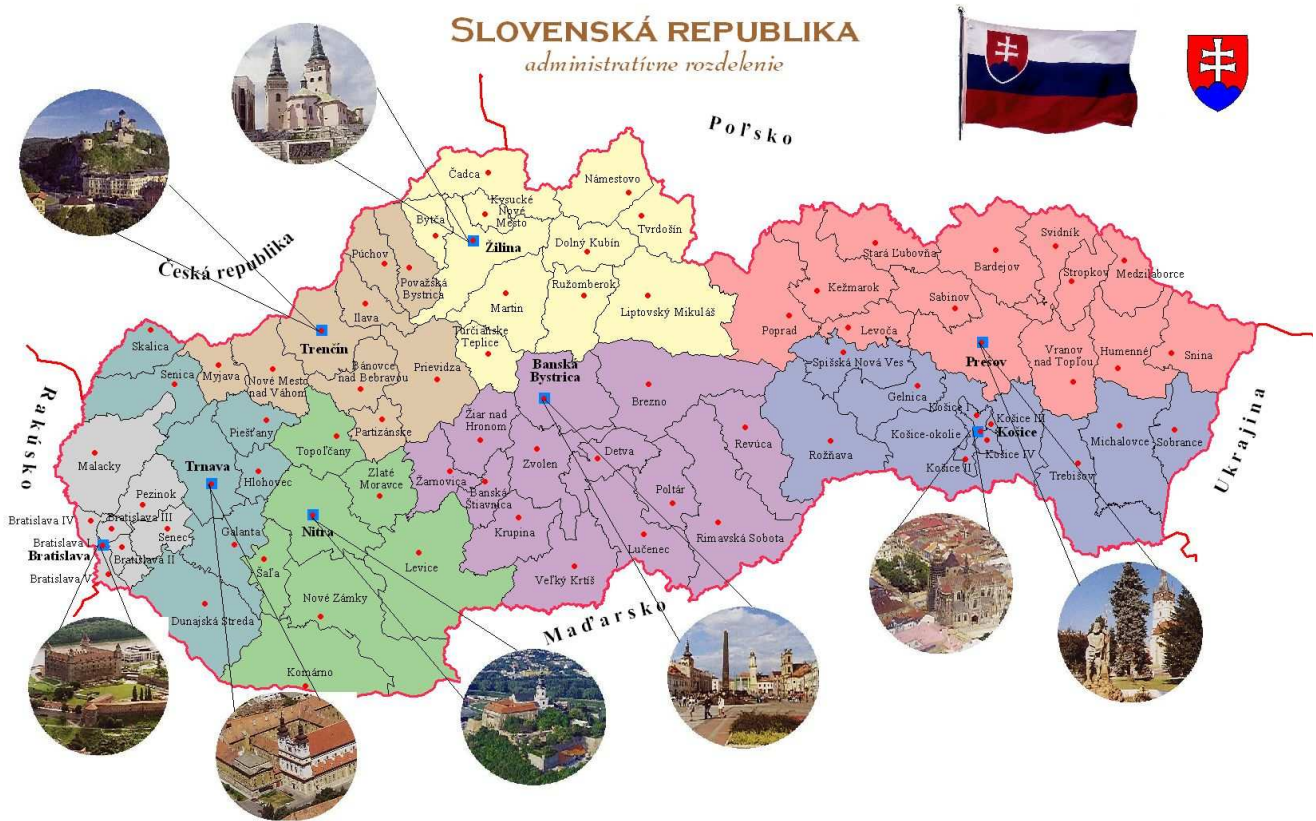 SLOVENSKÁ REPUBLIKA
administratívne rozdelenie
Poľsko
Česká republika
Rakúsko
Maďarsko
Ukrajina
Čadca
Kysucké
Nové
Mesto
Bytča
Žilina
Námestovo
Tvrdošín
Dolný Kubín
Ružomberok
Martin
Liptovský Mikuláš
Turčianske
Teplice
Púchov
Považská
Bystrica
Ilava
Trenčín
Bánovce
nad Bebravou
Prievidza
Myjava
Nové Mesto
nad Váhom
Partizánske
Skalica
Senica
Piešťany
Trnava
Hlohovec
Galanta
Dunajská Streda
Malacky
Pezinok
Senec
Bratislava IV
Bratislava III
Bratislava I
Bratislava
Bratislava II
Bratislava V
Topoľčany
Zlaté
Moravce
Nitra
Šaľa
Levice
Nové Zámky
Komárno
Banská
Bystrica
Brezno
Žiar nad
Hronom
Zvolen
Detva
Revúca
Žarnovica
Banská
Štiavnica
Krupina
Poltár
Lučenec
Rimavská Sobota
Veľký Krtíš
Stará Ľubovňa
Bardejov
Svidník
Stropkov
Medzilaborce
Kežmarok
Sabinov
Poprad
Levoča
Prešov
Vranov
nad Topľou
Humenné
Snina
Spišská Nová Ves
Gelnica
Košice I
Košice III
Košice-okolie
Košice
Košice IV
Košice II
Rožňava
Michalovce
Sobrance
Trebišov